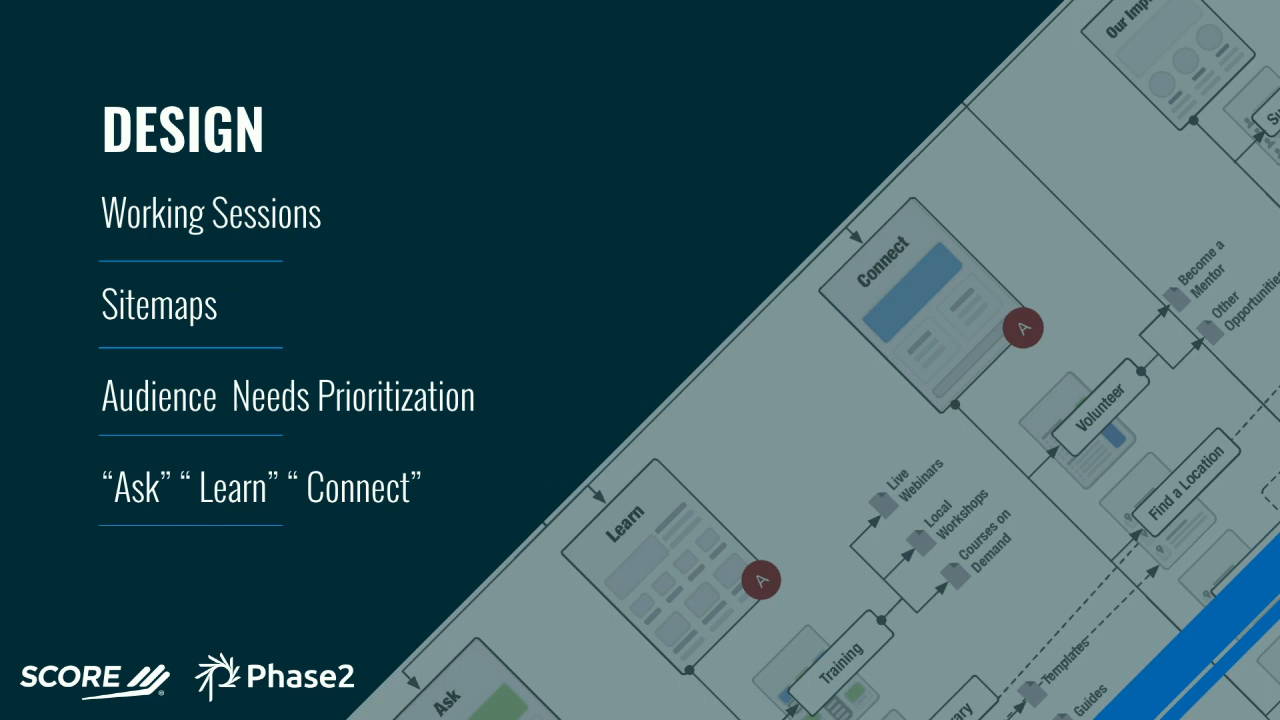 DESIGN
Working Sessions
Sitemaps
Audience  Needs Prioritization
“Ask” “ Learn” “ Connect”
SCORE
Phase2
Connect
A
Become a
Mentor
Other
Opportunities
Volunteer
Find a Location
Learn
A
Live
Webinars
Local
Workshops
Courses on
Demand
Training
Ask
Templates
Guides